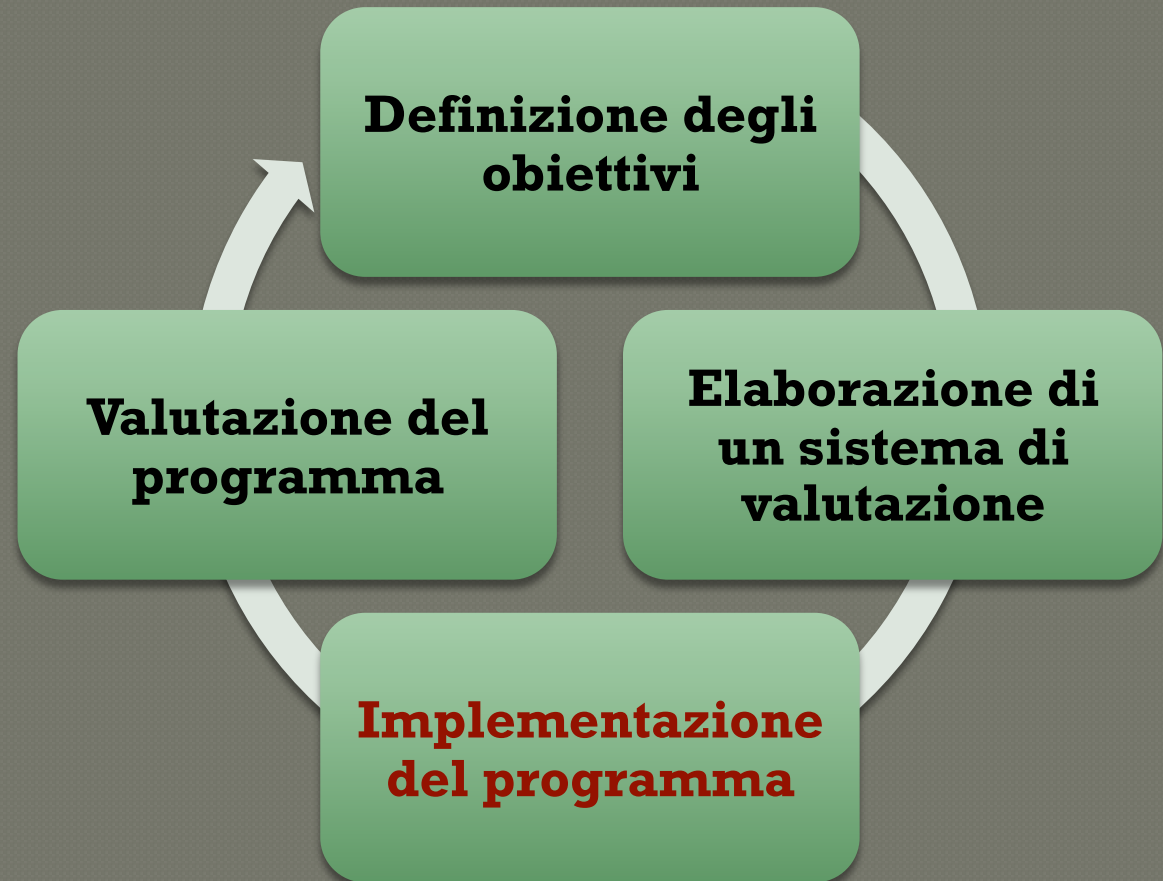 Definizione degli
obiettivi
Elaborazione di
un sistema di
valutazione
Implementazione
del programma
Valutazione del
programma